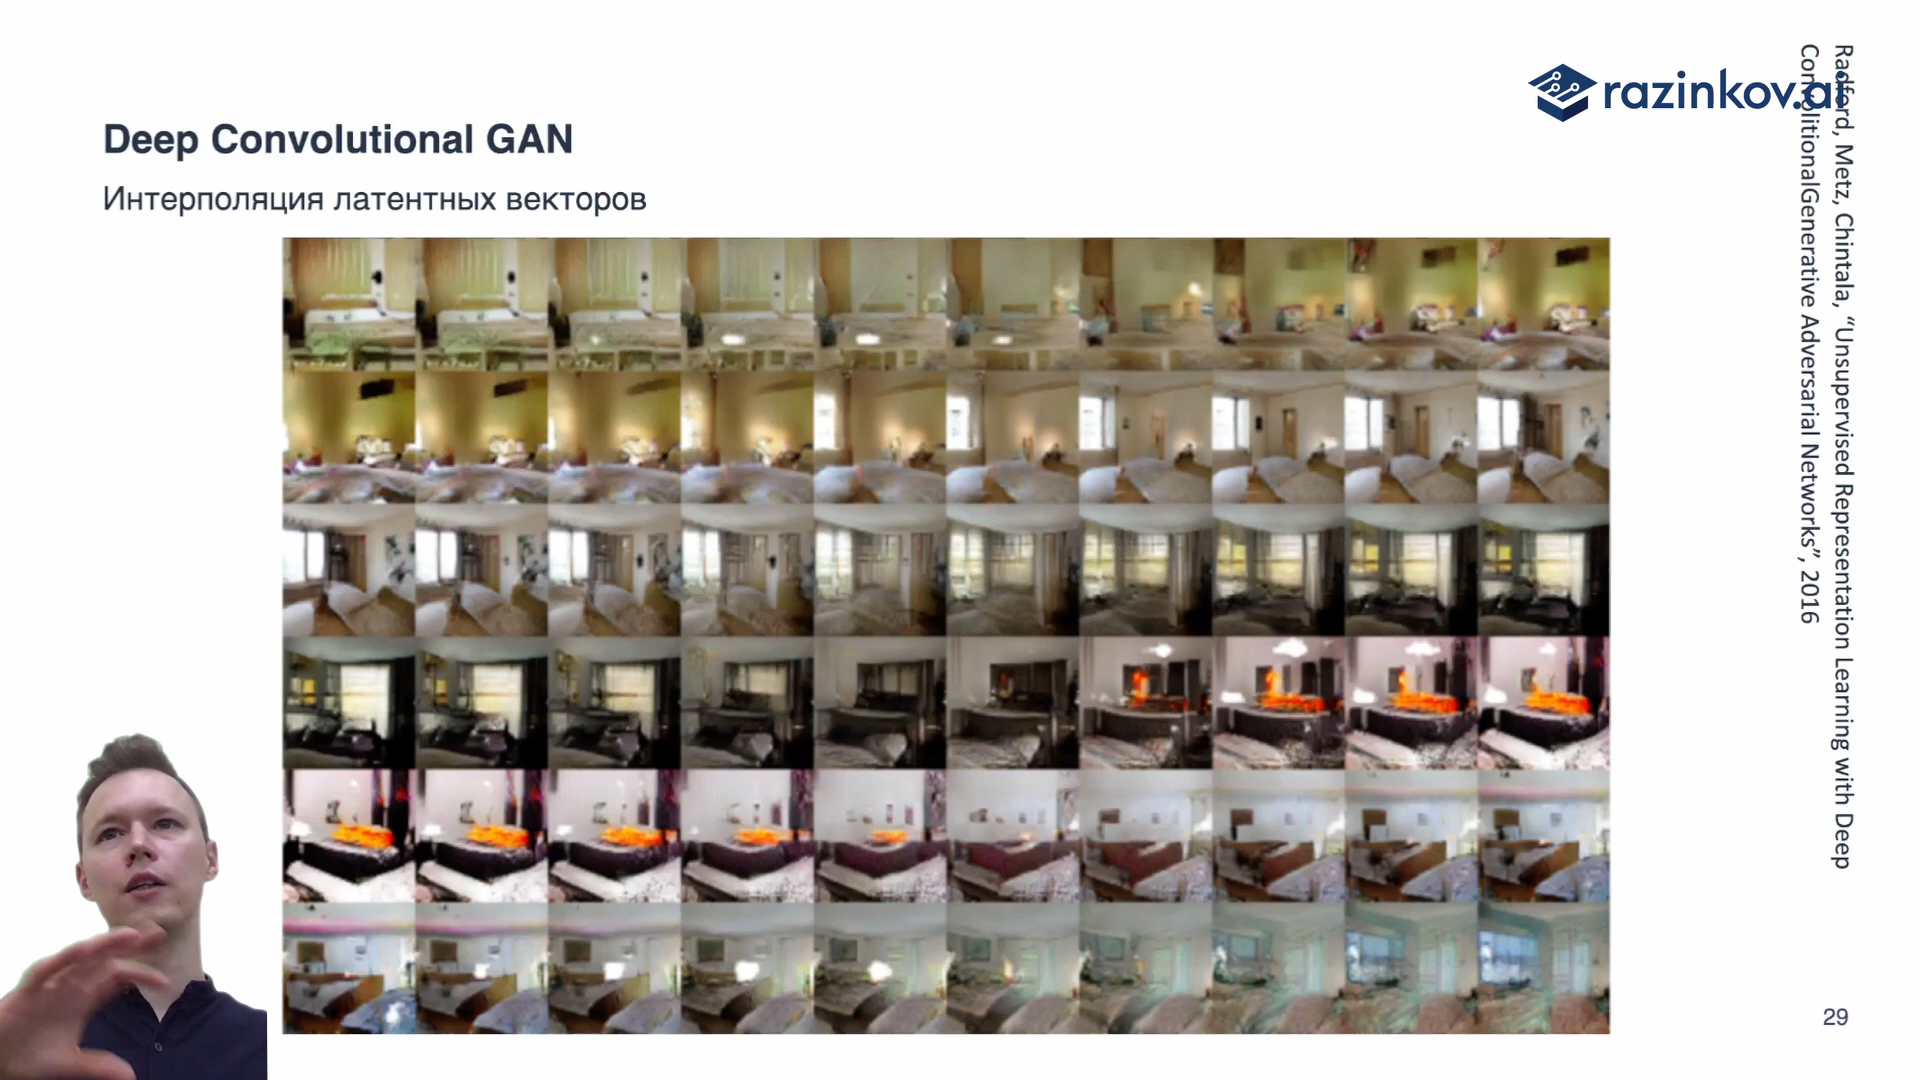 razinkov.ai
Deep Convolutional GAN
Интерполяция латентных векторов
Radford, Metz, Chintala, “Unsupervised Representation Learning with Deep
ConvolitionalGenerative Adversarial Networks”, 2016
29